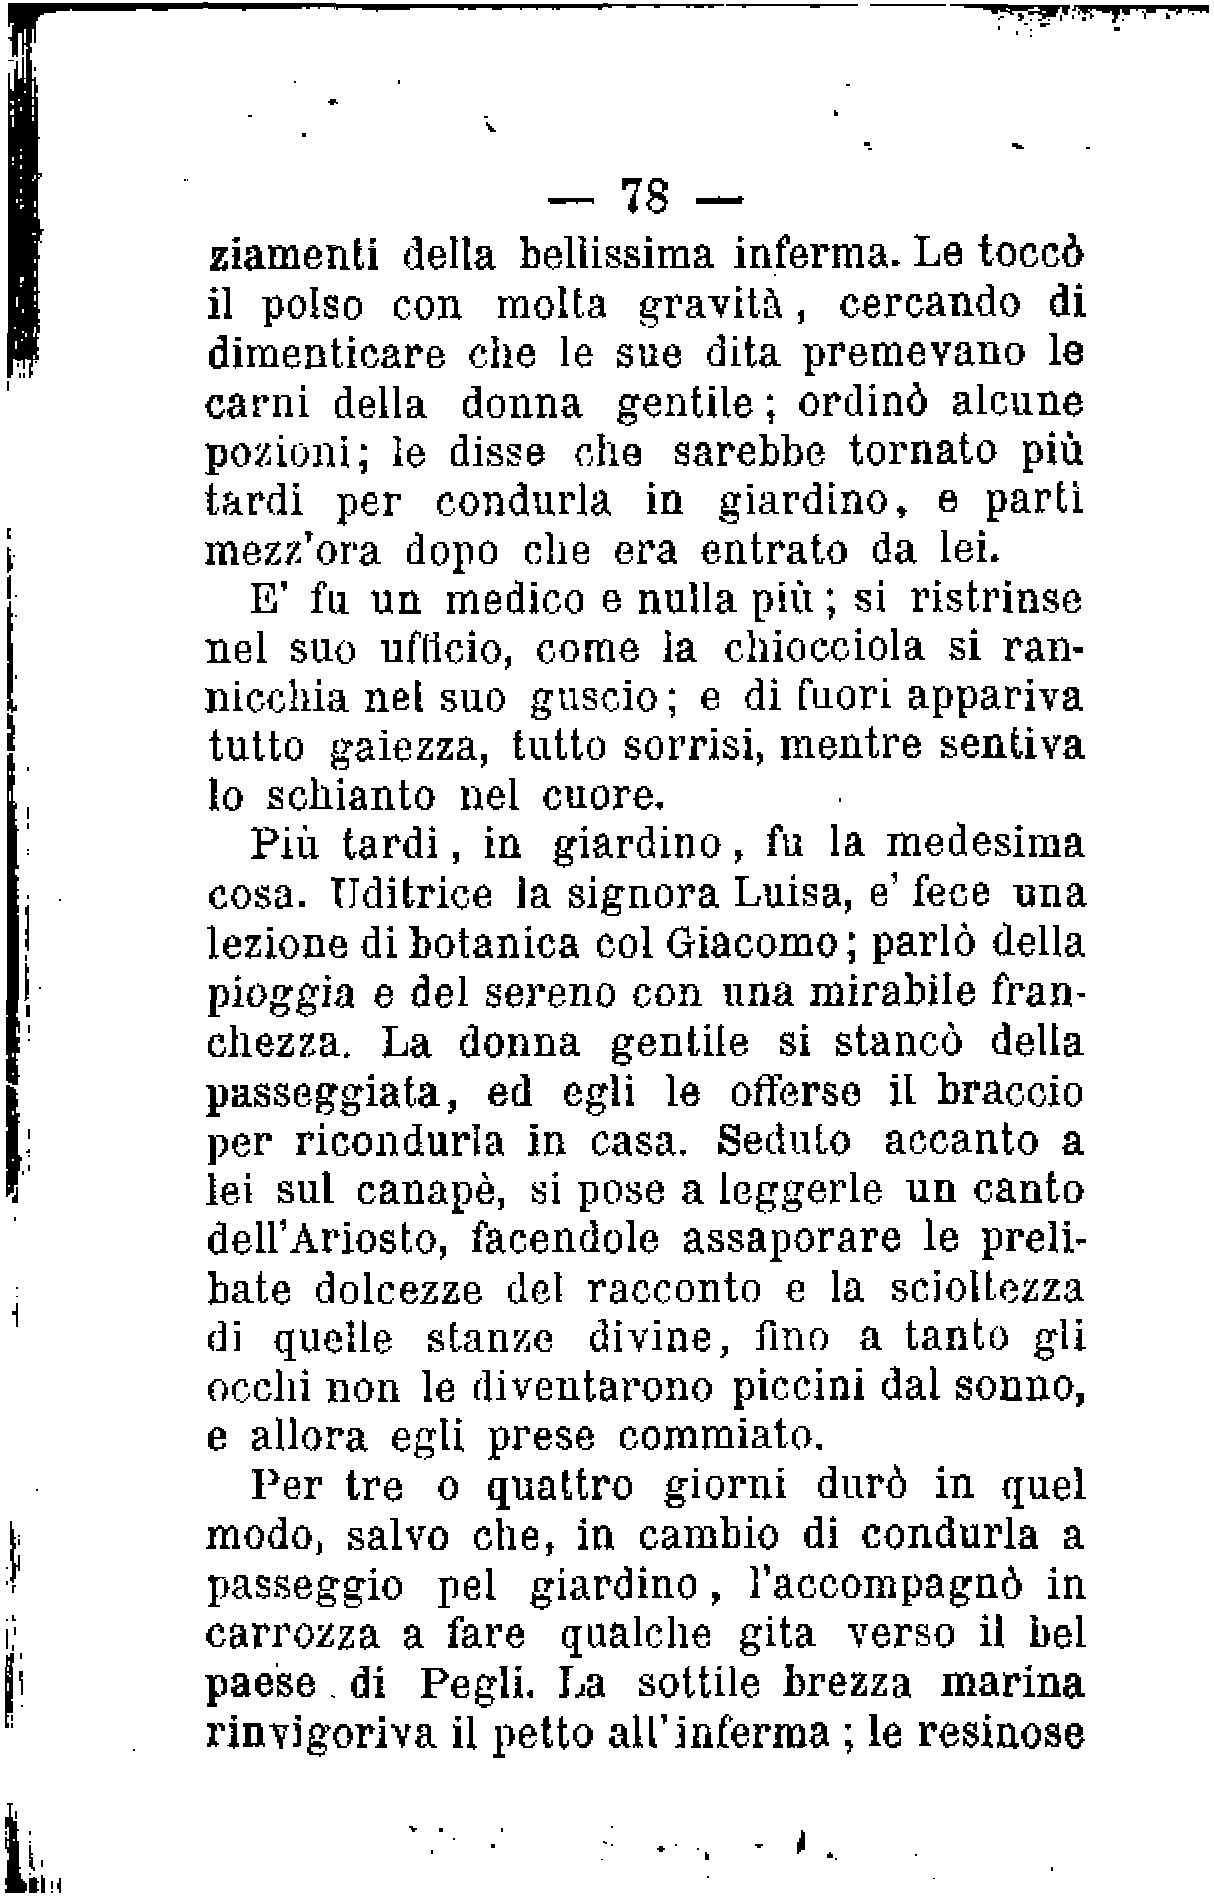 — 78 —
ziamenti della bellissima inferma. Le toccò
il polso con molta gravità, cercando di
dimenticare che le sue dita premevano le
carni della donna gentile; ordinò alcune
pozioni; le disse che sarebbe tornato più
tardi per condurla in giardino, e partì
mezz'ora dopo che era entrato da lei.
E' fu un medico e nulla più; si ristrinse
nel suo ufficio, come la chiocciola si ran-
nicchia nel suo guscio; e di fuori appariva
tutto gaiezza, tutto sorrisi, mentre sentiva
lo schianto nel cuore.
Più tardi, in giardino, fu la medesima
cosa. Uditrice la signora Luisa, e' fece una
lezione di botanica col Giacomo; parlò della
pioggia e del sereno con una mirabile fran-
chezza. La donna gentile si stancò della
passeggiata, ed egli le offerse il braccio
per ricondurla in casa. Seduto accanto a
lei sul canapè, si pose a leggerle un canto
dell'Ariosto, facendole assaporare le preli-
bate dolcezze del racconto e la scioltezza
di quelle stanze divine, fino a tanto gli
occhi non le diventarono piccini dal sonno,
e allora egli prese commiato.
Per tre o quattro giorni durò in quel
modo, salvo che, in cambio di condurla a
passeggio pel giardino, l'accompagnò in
carrozza a fare qualche gita verso il bel
paese di Pegli. La sottile brezza marina
rinvigoriva il petto all'inferma; le resinose